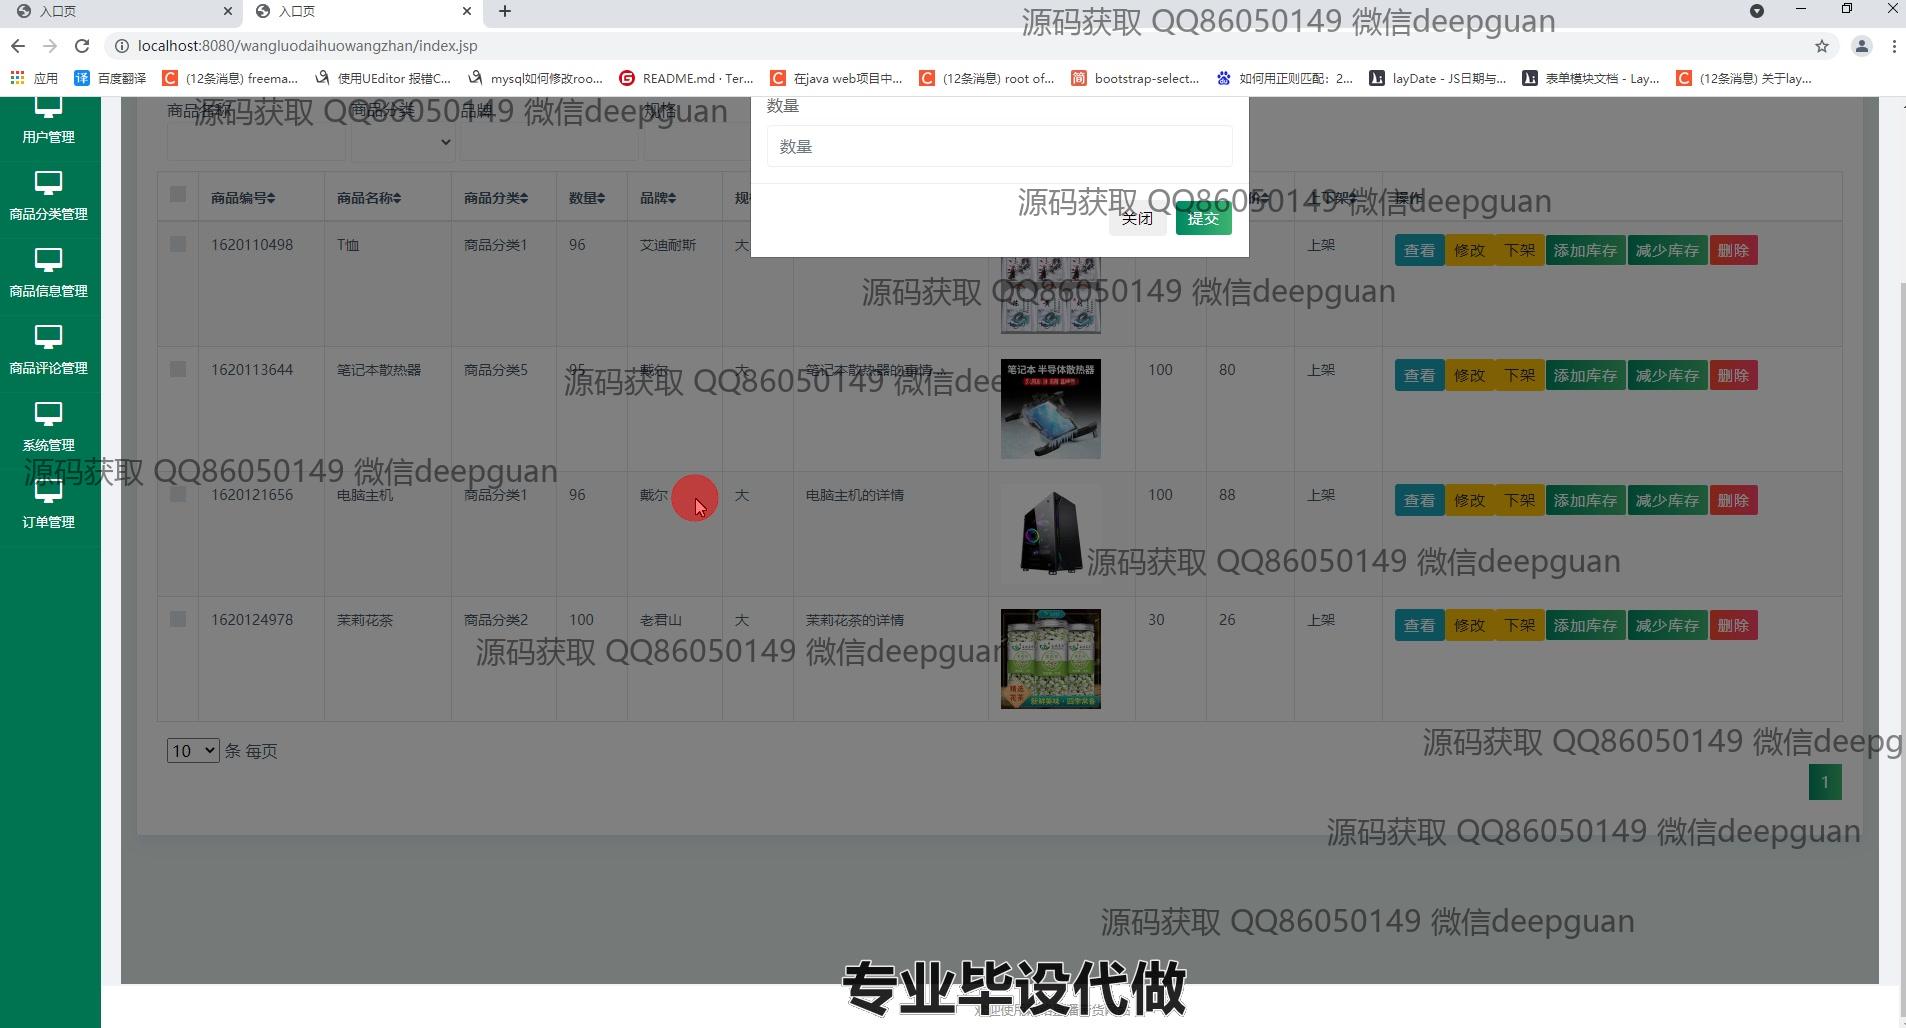 入口页
入口页
源码获取 QQ86050149 微信deepguan
localhost:8080/wangluodaihuowangzhan/index.jsp
应用 百度翻译 (12条消息) freema... 使用UEditor 报错C... mysql如何修改roo... README.md · Ter... 在java web项目中... (12条消息) root of... bootstrap-select... 如何用正则匹配：2... layDate - JS日期与... 表单模块文档 - Lay... (12条消息) 关于lay...
用户管理
商品分类管理
商品信息管理
商品评论管理
系统管理
订单管理
商品名称 商品分类 品牌 规格
源码获取 QQ86050149 微信deepguan
数量
数量
关闭 提交
源码获取 QQ86050149 微信deepguan
商品编号 商品名称 商品分类 数量 品牌 上下架 操作
1620110498 T恤 商品分类1 96 艾迪耐斯 大 上架 查看 修改 下架 添加库存 减少库存 删除
源码获取 QQ86050149 微信deepguan
1620113644 笔记本散热器 商品分类5 95 戴尔 大 笔记本散热器的事情... 100 80 上架 查看 修改 下架 添加库存 减少库存 删除
笔记本 半导体散热器
源码获取 QQ86050149 微信dee
源码获取 QQ86050149 微信deepguan
1620121656 电脑主机 商品分类1 96 戴尔 大 电脑主机的详情 100 88 上架 查看 修改 下架 添加库存 减少库存 删除
源码获取 QQ86050149 微信deepguan
1620124978 茉莉花茶 商品分类2 100 老君山 大 茉莉花茶的详情 30 26 上架 查看 修改 下架 添加库存 减少库存 删除
源码获取 QQ86050149 微信deepguan
精选
花茶
10 条 每页
源码获取 QQ86050149 微信deepg
1
源码获取 QQ86050149 微信deepguan
源码获取 QQ86050149 微信deepguan
专业毕设代做